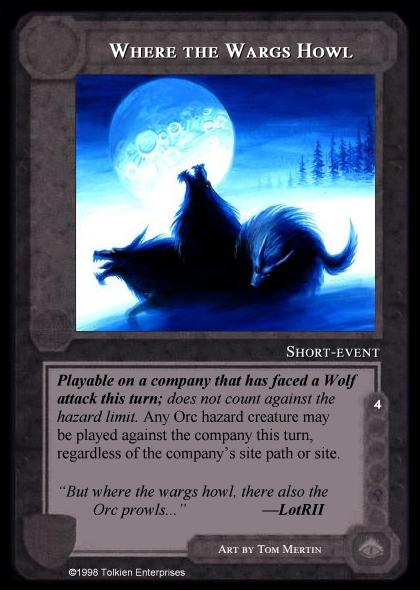 Where the Wargs Howl
Short-event
Playable on a company that has faced a Wolf
attack this turn; does not count against the
hazard limit. Any Orc hazard creature may
be played against the company this turn,
regardless of the company's site path or site.
4
“But where the wargs howl, there also the
Orc prowls...” —LotRII
Art by Tom Mertin
©1998 Tolkien Enterprises